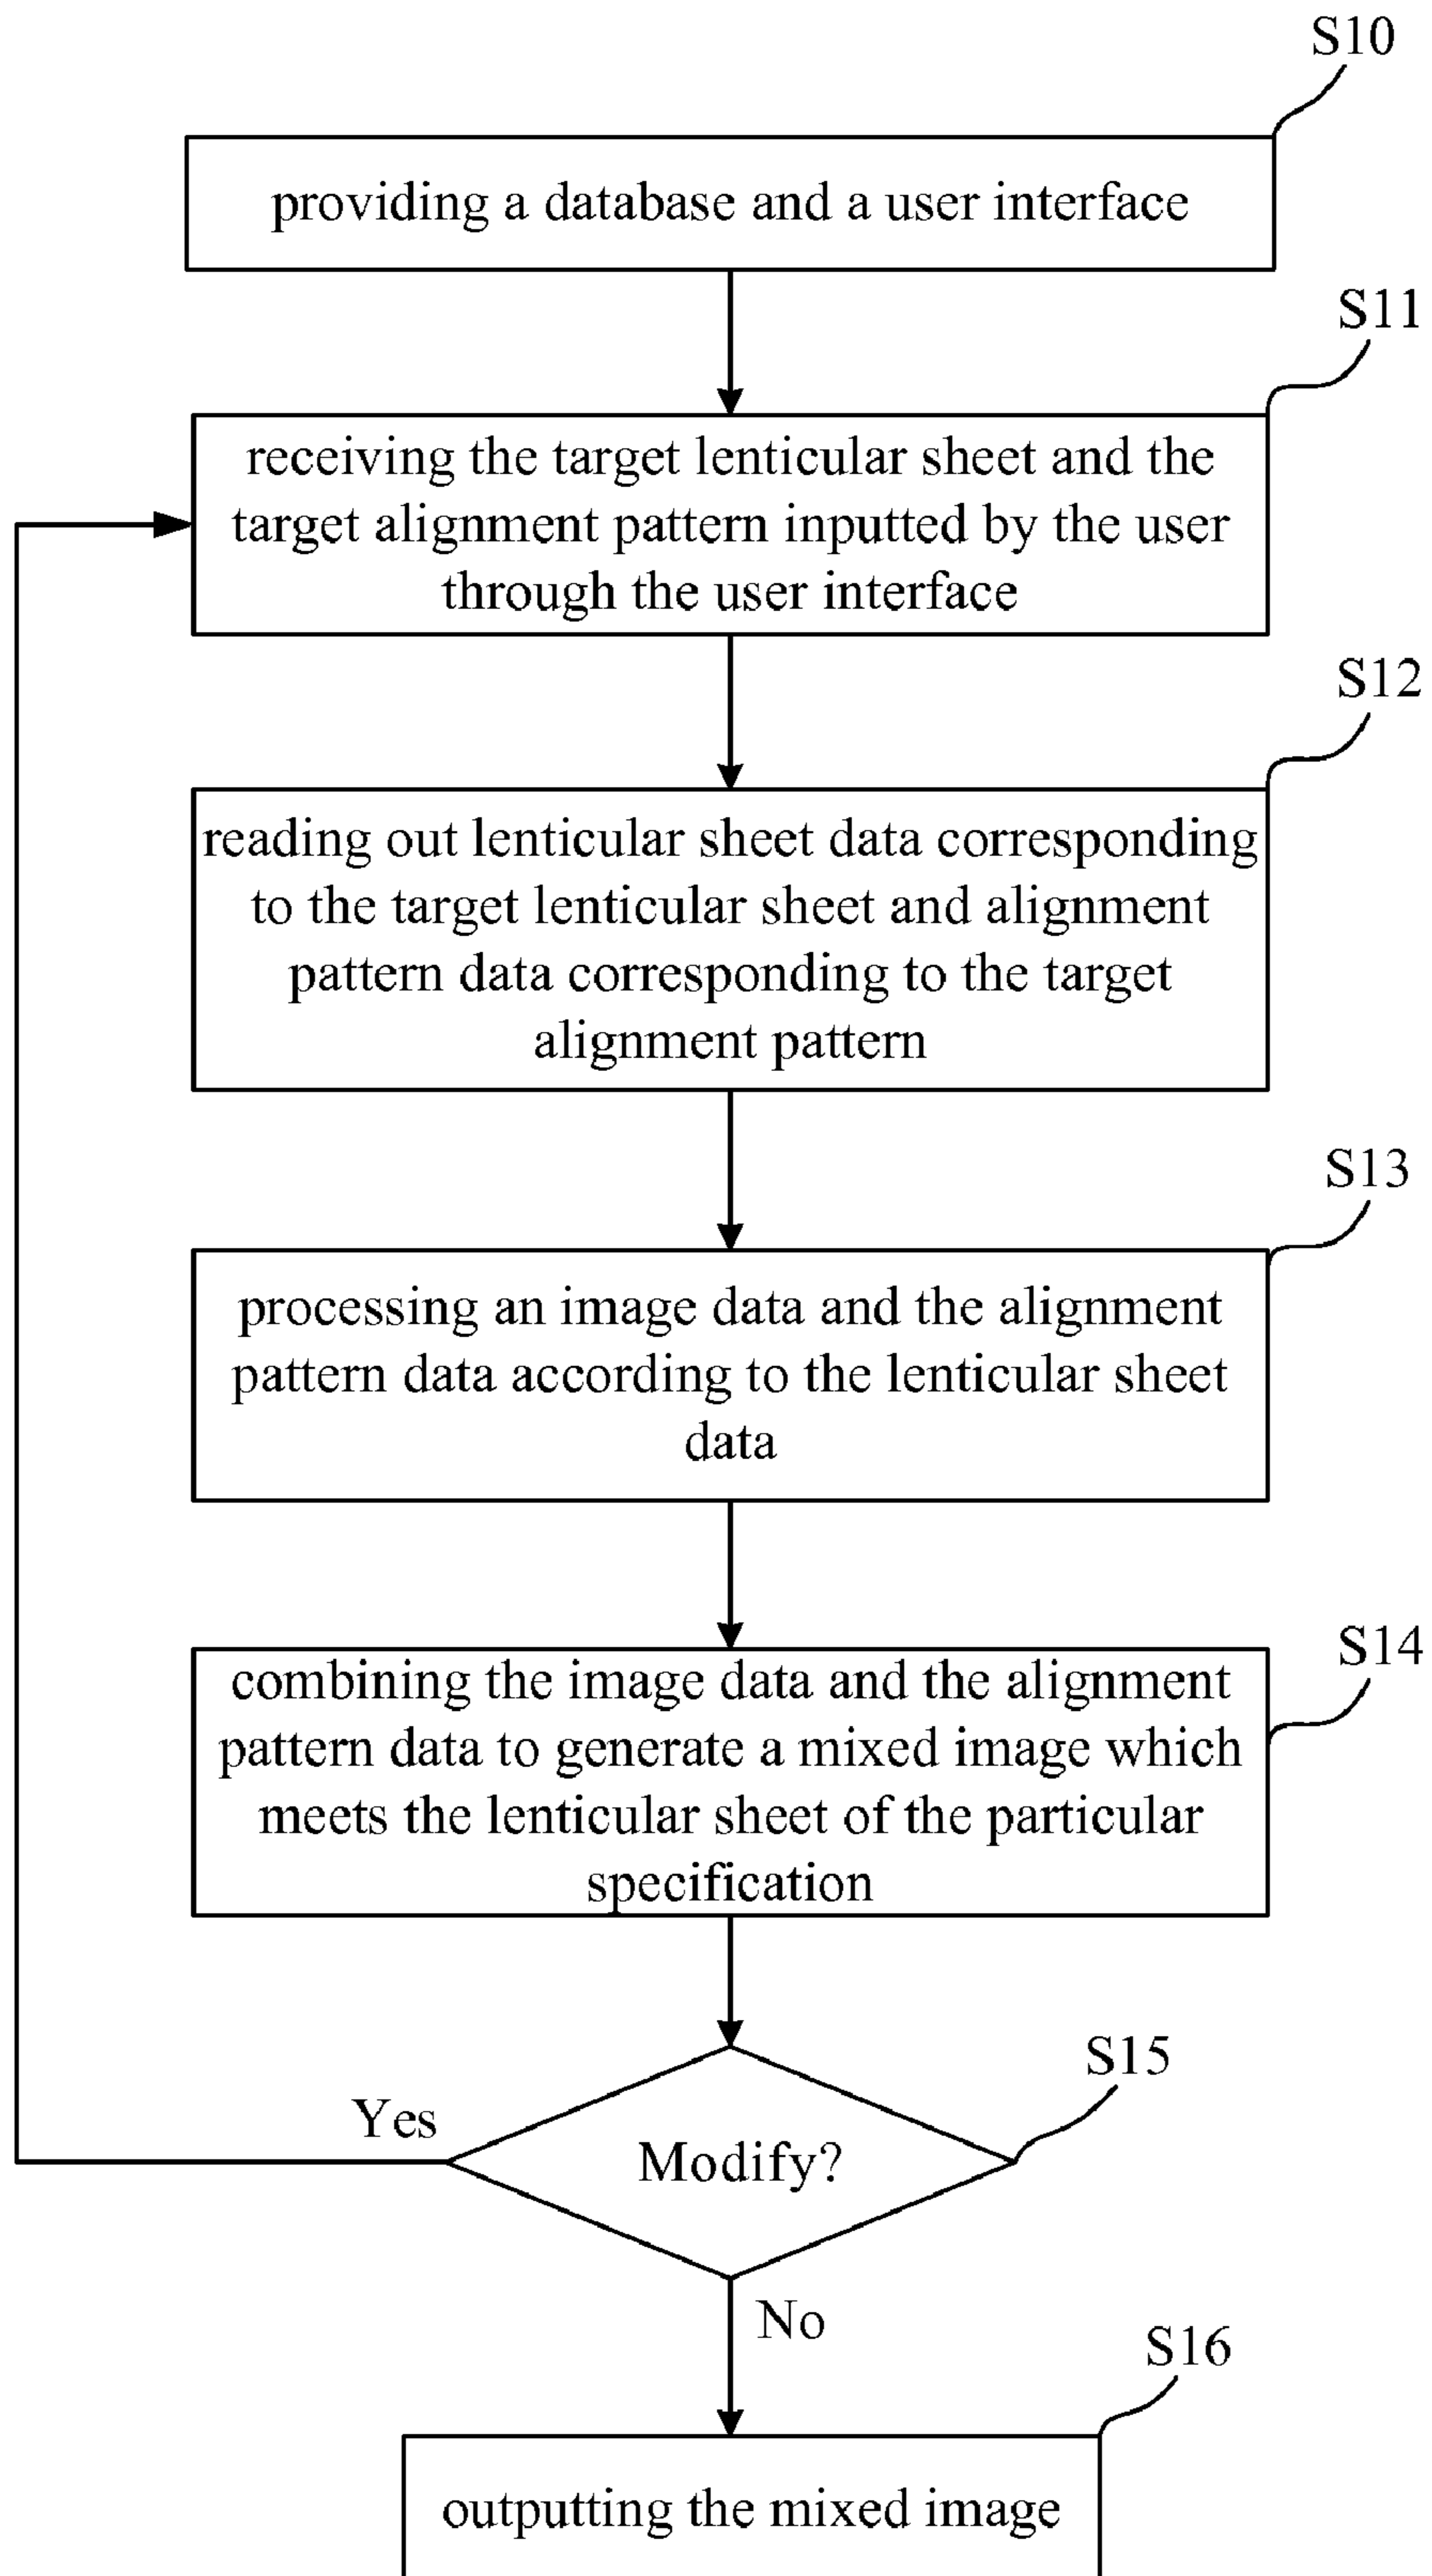 S10
providing a database and a user interface
S11
receiving the target lenticular sheet and the
target alignment pattern inputted by the user
through the user interface
S12
reading out lenticular sheet data corresponding
to the target lenticular sheet and alignment
pattern data corresponding to the target
alignment pattern
S13
processing an image data and the alignment
pattern data according to the lenticular sheet
data
S14
combining the image data and the alignment
pattern data to generate a mixed image which
meets the lenticular sheet of the particular
specification
S15
Yes
Modify?
No
S16
outputting the mixed image